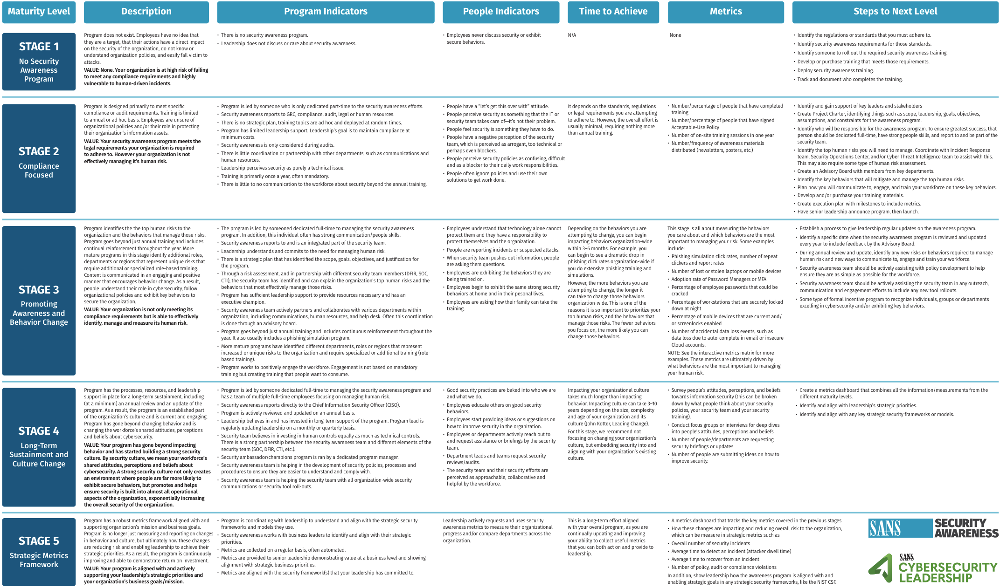 Maturity Level
Description
Program Indicators
People Indicators
Time to Achieve
Metrics
Steps to Next Level
STAGE 1
No Security
Awareness
Program
Program does not exist. Employees have no idea that
they are a target, that their actions have a direct impact
on the security of the organization, do not know or
understand organization policies, and easily fall victim to
attacks.
VALUE: None. Your organization is at high risk of failing
to meet any compliance requirements and highly
vulnerable to human-driven incidents.
• There is no security awareness program.
• Leadership does not discuss or care about security awareness.
• Employees never discuss security or exhibit
secure behaviors.
N/A
None
• Identify the regulations or standards that you must adhere to.
• Identify security awareness requirements for those standards.
• Identify someone to roll out the required security awareness training.
• Develop or purchase training that meets those requirements.
• Deploy security awareness training.
• Track and document who completes the training.
STAGE 2
Compliance
Focused
Program is designed primarily to meet specific
compliance or audit requirements. Training is limited
to annual or ad hoc basis. Employees are unsure of
organizational policies and/or their role in protecting
their organization's information assets.
VALUE: Your security awareness program meets the
legal requirements your organization is required
to adhere to. However your organization is not
effectively managing it's human risk.
• Program is led by someone who is only dedicated part-time to the security awareness efforts.
• Security awareness reports to GRC, compliance, audit, legal or human resources.
• There is no strategic plan, training topics are ad hoc and deployed at random times.
• Program has limited leadership support. Leadership's goal is to maintain compliance at
minimum costs.
• Security awareness is only considered during audits.
• There is little coordination or partnership with other departments, such as communications and
human resources.
• Leadership perceives security as purely a technical issue.
• Training is primarily once a year, often mandatory.
• There is little to no communication to the workforce about security beyond the annual training.
• People have a "let's get this over with" attitude.
• People perceive security as something that the IT or
security team takes care of—it's not their problem.
• People feel security is something they have to do.
• People have a negative perception of the security
team, which is perceived as arrogant, too technical or
perhaps even blockers.
• People perceive security policies as confusing, difficult
and as a blocker to their daily work responsibilities.
• People often ignore policies and use their own
solutions to get work done.
It depends on the standards, regulations
or legal requirements you are attempting
to adhere to. However, the overall effort is
usually minimal, requiring nothing more
than annual training.
• Number/percentage of people that have completed
training
• Number/percentage of people that have signed
Acceptable-Use Policy
• Number of on-site training sessions in one year
• Number/frequency of awareness materials
distributed (newsletters, posters, etc.)
• Identify and gain support of key leaders and stakeholders
• Create Project Charter, identifying things such as scope, leadership, goals, objectives,
assumptions, and constraints for the awareness program.
• Identify who will be responsible for the awareness program. To ensure greatest success, that
person should be dedicated full-time, have strong people skills, and report to and be part of the
security team.
• Identify the top human risks you will need to manage. Coordinate with Incident Response
team, Security Operations Center, and/or Cyber Threat Intelligence team to assist with this.
This may also require some type of human risk assessment.
• Create an Advisory Board with members from key departments.
• Identify the key behaviors that will mitigate and manage the top human risks.
• Plan how you will communicate to, engage, and train your workforce on these key behaviors.
• Develop and/or purchase your training materials.
• Create execution plan with milestones to include metrics.
• Have senior leadership announce program, then launch.
STAGE 3
Promoting
Awareness and
Behavior Change
Program identifies the the top human risks to the
organization and the behaviors that manage those risks.
Program goes beyond just annual training and includes
continual reinforcement throughout the year. More
mature programs in this stage identify additional roles,
departments or regions that represent unique risks that
require additional or specialized role-based training.
Content is communicated in an engaging and positive
manner that encourages behavior change. As a result,
people understand their role in cybersecurity, follow
organizational policies and exhibit key behaviors to
secure the organization.
VALUE: Your organization is not only meeting its
compliance requirements but is able to effectively
identify, manage and measure its human risk.
• The program is led by someoned dedicated full-time to managing the security awareness
program. In addition, this individual often has strong communication/people skills.
• Security awareness reports to and is an integrated part of the security team.
• Leadership understands and commits to the need for managing human risk.
• There is a strategic plan that has identified the scope, goals, objectives, and justification for
the program.
• Through a risk assessment, and in partnership with different security team members (DFIR, SOC,
CTI), the security team has identified and can explain the organization's top human risks and the
behaviors that most effectively manage those risks.
• Program has sufficient leadership support to provide resources necessary and has an
executive champion.
• Security awareness team actively partners and collaborates with various departments within
organization, including communications, human resources, and help desk. Often this coordination
is done through an advisory board.
• Program goes beyond just annual training and includes continuous reinforcement throughout the
year. It also usually includes a phishing simulation program.
• More mature programs have identified different departments, roles or regions that represent
increased or unique risks to the organization and require specialized or additional training (role-
based training).
• Program works to positively engage the workforce. Engagement is not based on mandatory
training but creating training that people want to consume.
• Employees understand that technology alone cannot
protect them and they have a responsibility to
protect themselves and the organization.
• People are reporting incidents or suspected attacks.
• When security team pushes out information, people
are asking them questions.
• Employees are exhibiting the behaviors they are
being trained on.
• Employees begin to exhibit the same strong security
behaviors at home and in their pesonal lives.
• Employees are asking how their family can take the
training.
Depending on the behaviors you are
attempting to change, you can begin
impacting behaviors organization-wide
within 3–6 months. For example, you
can begin to see a dramatic drop in
phishing click rates organization-wide if
you do extensive phishing training and
simulations.
However, the more behaviors you are
attempting to change, the longer it
can take to change those behaviors
organization-wide. This is one of the
reasons it is so important to prioritize your
top human risks, and the behaviors that
manage those risks. The fewer behaviors
you focus on, the more likely you can
change those behaviors.
This stage is all about measuring the behaviors
you care about and which behaviors are the most
important to managing your risk. Some examples
include:
• Phishing simulation click rates, number of repeat
clickers and report rates
• Number of lost or stolen laptops or mobile devices
• Adoption rate of Password Managers or MFA
• Percentage of employee passwords that could be
cracked
• Percentage of workstations that are securely locked
down at night
• Percentage of mobile devices that are current and/
or screenlocks enabled
• Number of accidental data loss events, such as
data loss due to auto-complete in email or insecure
Cloud accounts.
NOTE: See the interactive metrics matrix for more
examples. These metrics are ultimately driven by
what behaviors are the most important to managing
your human risk.
• Establish a process to give leadership regular updates on the awareness program.
• Identify a specific date when the security awareness program is reviewed and updated
every year to include feedback by the Advisory Board.
• During annual review and update, identify any new risks or behaviors required to manage
human risk and new ways to communicate to, engage and train your workforce.
• Security awareness team should be actively assisting with policy development to help
ensure they are as simple as possible for the workforce.
• Security awareness team should be actively assisting the security team in any outreach,
communication and engagement efforts to include any new tool rollouts.
• Some type of formal incentive program to recognize individuals, groups or departments
excelling in cybersecurity and/or exhibiting key behaviors.
STAGE 4
Long-Term
Sustainment and
Culture Change
Program has the processes, resources, and leadership
support in place for a long-term sustainment, including
(at a minimum) an annual review and an update of the
program. As a result, the program is an established part
of the organization's culture and is current and engaging.
Program has gone beyond changing behavior and is
changing the workforce's shared attitudes, perceptions
and beliefs about cybersecurity.
VALUE: Your program has gone beyond impacting
behavior and has started building a strong security
culture. By security culture, we mean your workforce's
shared attitudes, perceptions and beliefs about
cybersecurity. A strong security culture not only creates
an environment where people are far more likely to
exhibit secure behaviors, but promotes and helps
ensure security is built into almost all operational
aspects of the organization, exponentially increasing
the overall security of the organization.
• Program is led by someone dedicated full-time to managing the security awareness program and
has a team of multiple full-time employees focusing on managing human risk.
• Security awareness reports directly to the Chief Information Security Officer (CISO).
• Program is actively reviewed and updated on an annual basis.
• Leadership believes in and has invested in long-term support of the program. Program lead is
regularly updating leadership on a monthly or quarterly basis.
• Security team believes in investing in human controls equally as much as technical controls.
There is a strong partnership between the security awareness team and different elements of the
security team (SOC, DFIR, CTI, etc.).
• Security ambassador/champions program is ran by a dedicated program manager.
• Security awareness team is helping in the development of security policies, processes and
procedures to ensure they are easier to understand and comply with.
• Security awareness team is helping the security team with all organization-wide security
communications or security tool roll-outs.
• Good security practices are baked into who we are
and what we do.
• Employees educate others on good security
behaviors.
• Employees start providing ideas or suggestions on
how to improve security in the organization.
• Employees or departments actively reach out to
and request assistance or briefings by the security
team.
• Department leads and teams request security
reviews/audits.
• The security team and their security efforts are
perceived as approachable, collaborative and
helpful by the workforce.
Impacting your organizational culture
takes much longer than impacting
behavior. Impacting culture can take 3–10
years depending on the size, complexity
and age of your organization and its
culture (John Kotter, Leading Change).
For this stage, we recommend not
focusing on changing your organization's
culture, but embedding security into and
aligning with your organization's existing
culture.
• Survey people's attitudes, perceptions, and beliefs
towards information security (this can be broken
down by what people think about your security
policies, your security team and your security
training).
• Conduct focus groups or interviews for deep dives
into people's attitudes, perceptions and beliefs
• Number of people/departments are requesting
security briefings or updates.
• Number of people are submitting ideas on how to
improve security.
• Create a metrics dashboard that combines all the information/measurements from the
different maturity levels.
• Identify and align with leadership's strategic priorities.
• Identify and align with any key strategic security frameworks or models.
STAGE 5
Strategic Metrics
Framework
Program has a robust metrics framework aligned with and
supporting organization's mission and business goals.
Program is no longer just measuring and reporting on changes
in behavior and culture, but ultimately how these changes
are reducing risk and enabling leadership to achieve their
strategic priorities. As a result, the program is continuously
improving and able to demonstrate return on investment.
VALUE: Your program is aligned with and actively
supporting your leadership's strategic priorities and
your organization's business goals/mission.
• Program is coordinating with leadership to understand and align with the strategic security
frameworks and models they use.
• Security awareness works with business leaders to identify and align with their strategic
priorities.
• Metrics are collected on a regular basis, often automated.
• Metrics are provided to senior leadership demonstrating value at a business level and showing
alignment with strategic business priorities.
• Metrics are aligned with the security framework(s) that your leadership has committed to.
Leadership actively requests and uses security
awareness metrics to measure their organizational
progress and/or compare departments across the
organization.
This is a long-term effort aligned
with your overall program, as you are
continually updating and improving
your ability to collect useful metrics
that you can both act on and provide to
leadership.
• A metrics dashboard that tracks the key metrics covered in the previous stages
• How these changes are impacting and reducing overall risk to the organization,
which can be measure in strategic metrics such as
• Overall number of security incidents
• Average time to detect an incident (attacker dwell time)
• Average time to recover from an incident
• Number of policy, audit or compliance violations
In addition, show leadership how the awareness program is aligned with and
enabling strategic goals in any strategic security frameworks, like the NIST CSF.
SANS
SECURITY
AWARENESS
SANS
CYBERSECURITY
LEADERSHIP